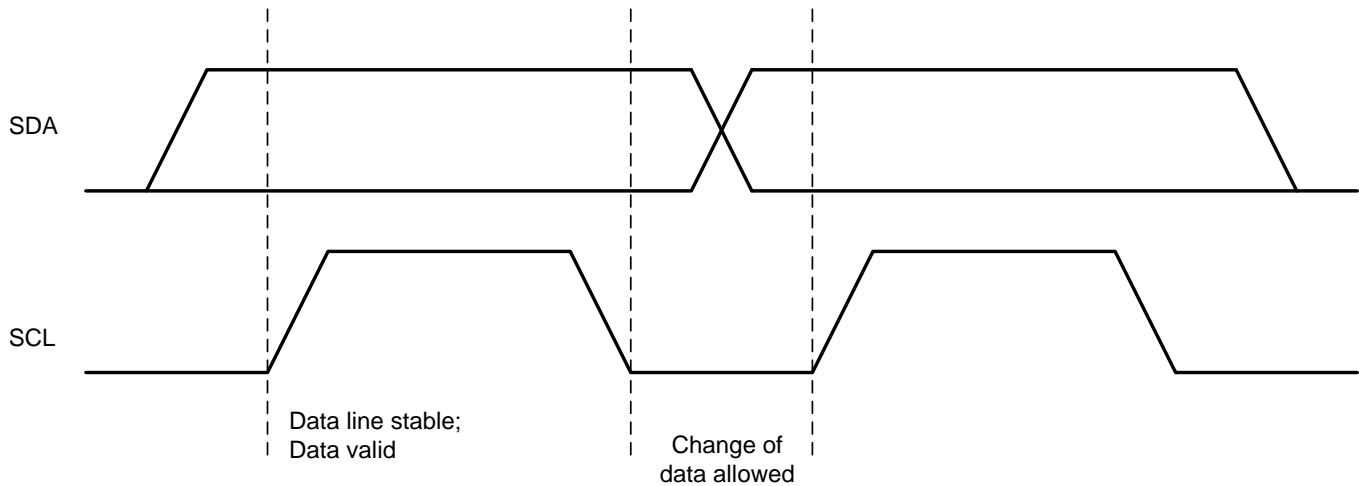 SDA
SCL
Data line stable;
Data valid
Change of
data allowed